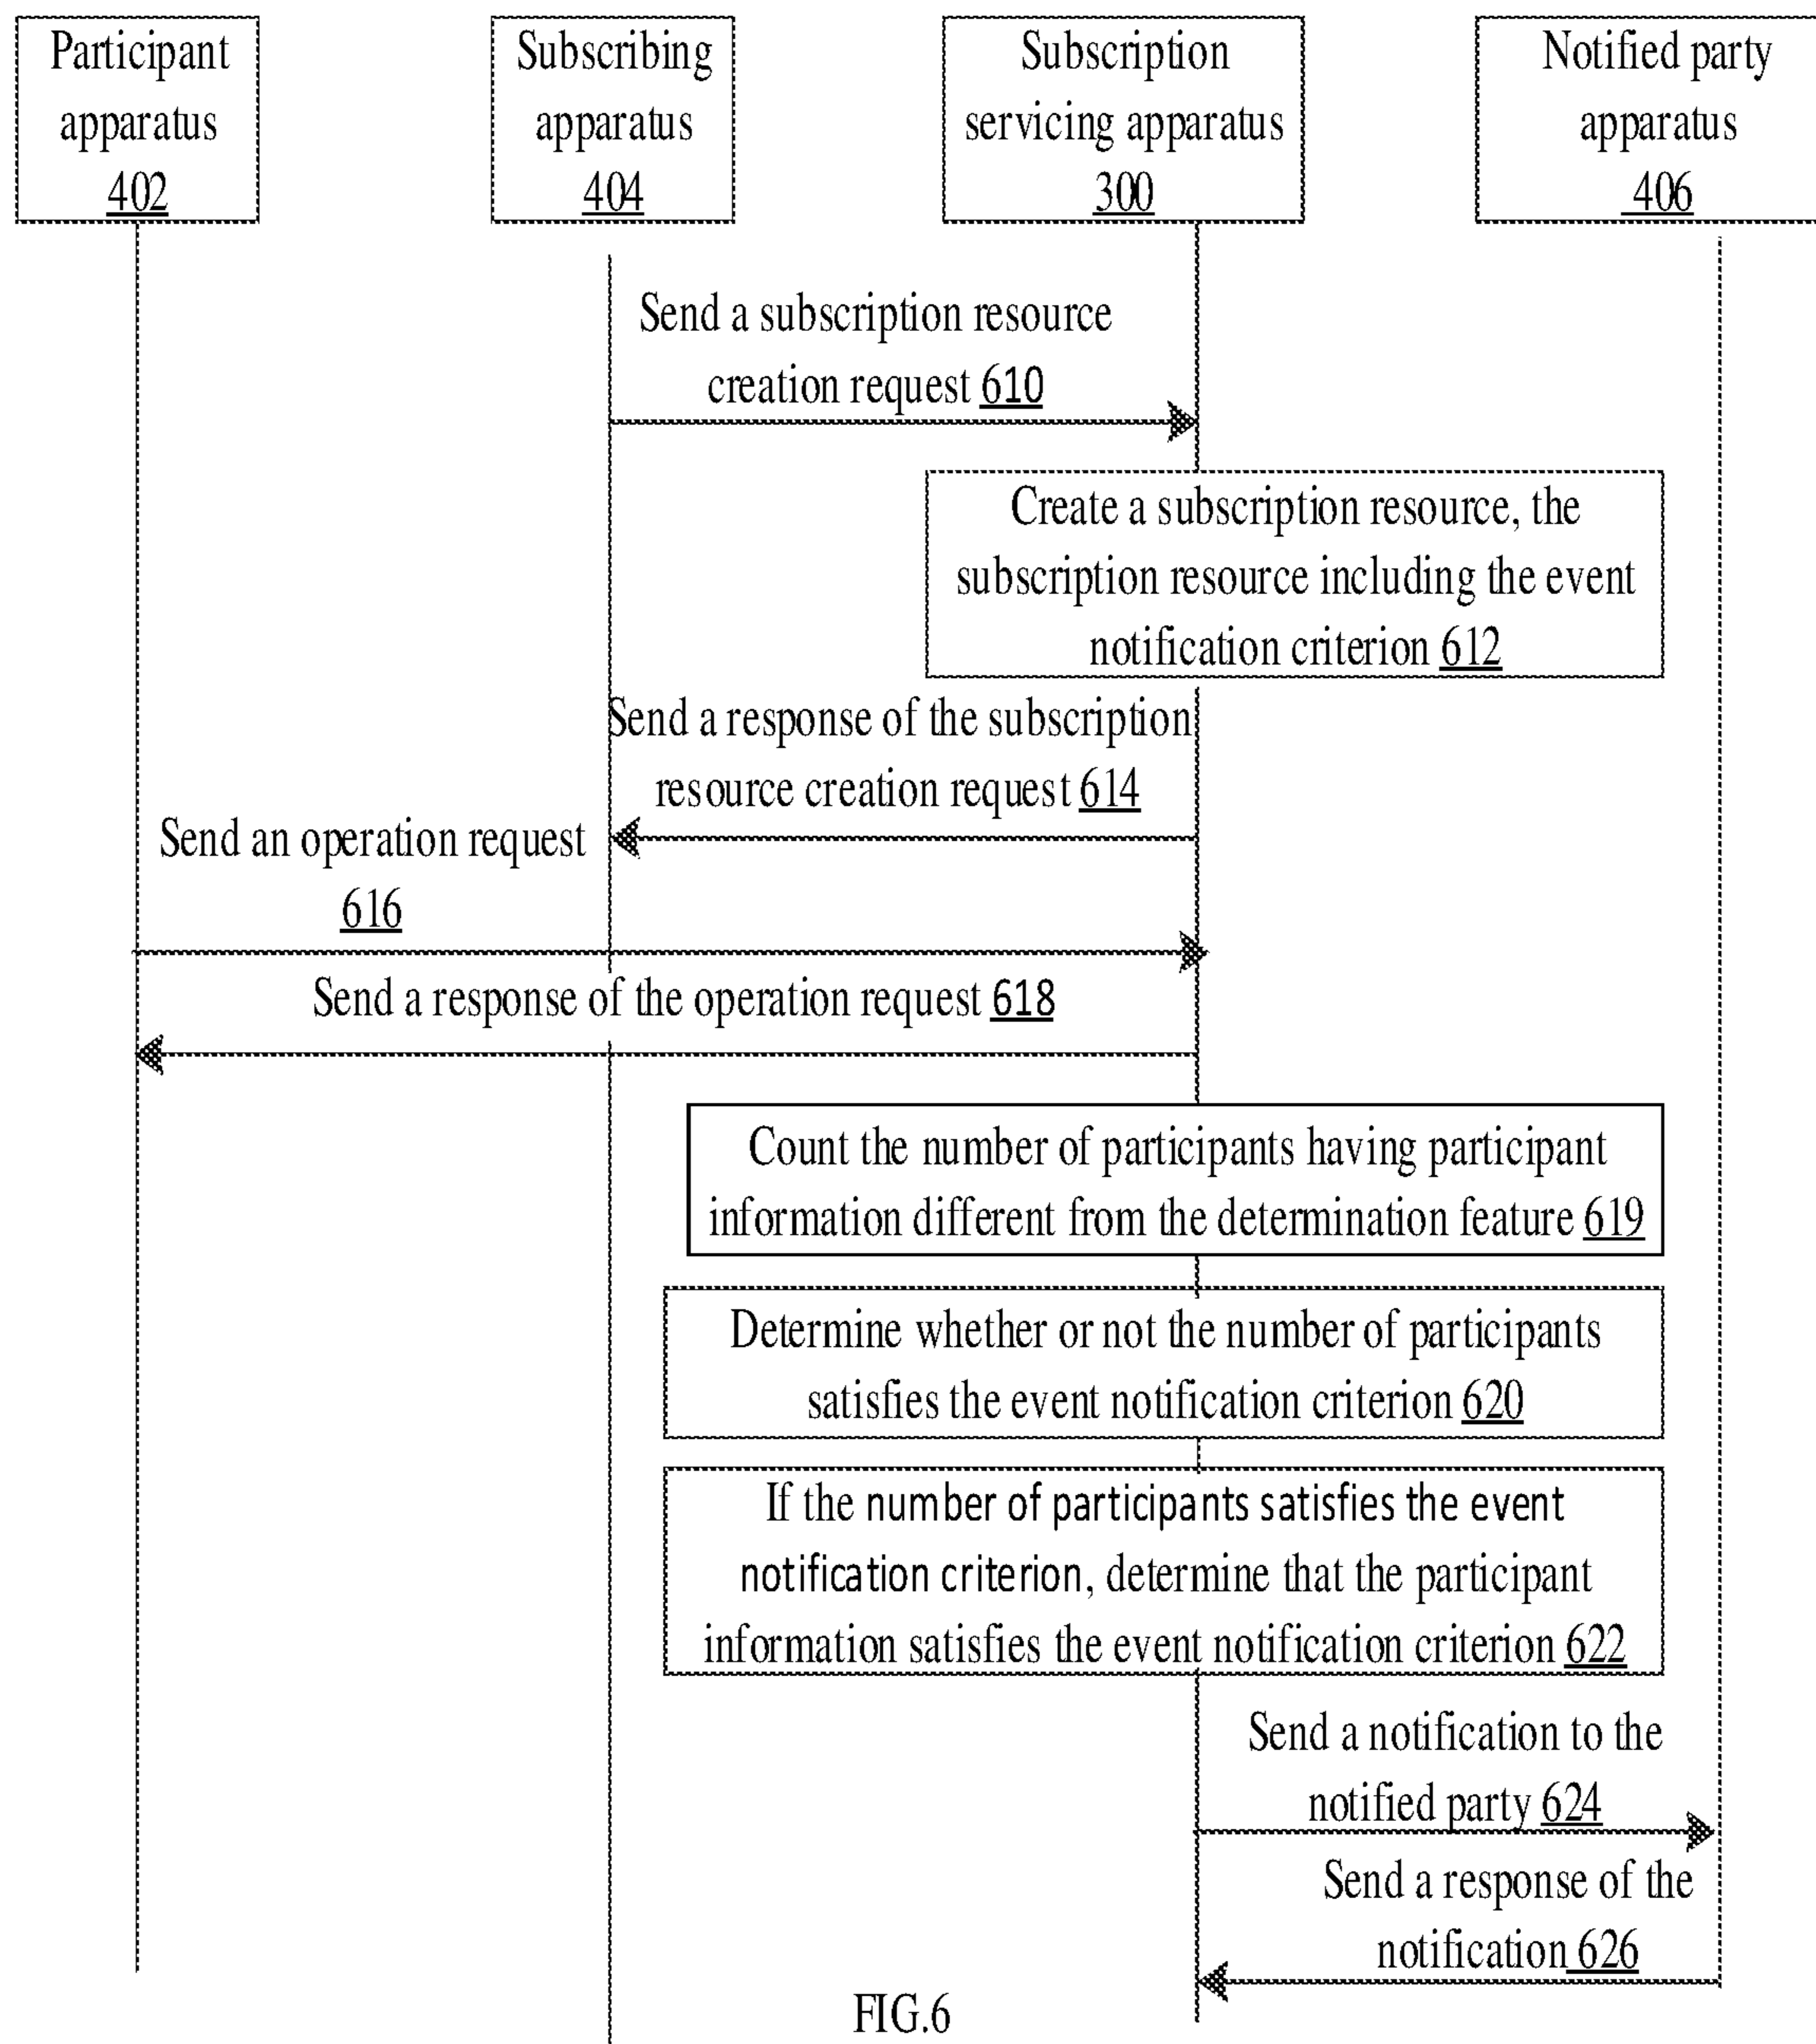 Participant
apparatus
402
Subscribing
apparatus
404
Subscription
servicing apparatus
300
Notified party
apparatus
406
Send a subscription resource
creation request 610
Create a subscription resource, the
subscription resource including the event
notification criterion 612
Send a response of the subscription
resource creation request 614
Send an operation request
616
Send a response of the operation request 618
Count the number of participants having participant
information different from the determination feature 619
Determine whether or not the number of participants
satisfies the event notification criterion 620
If the number of participants satisfies the event
notification criterion, determine that the participant
information satisfies the event notification criterion 622
Send a notification to the
notified party 624
Send a response of the
notification 626
FIG.6